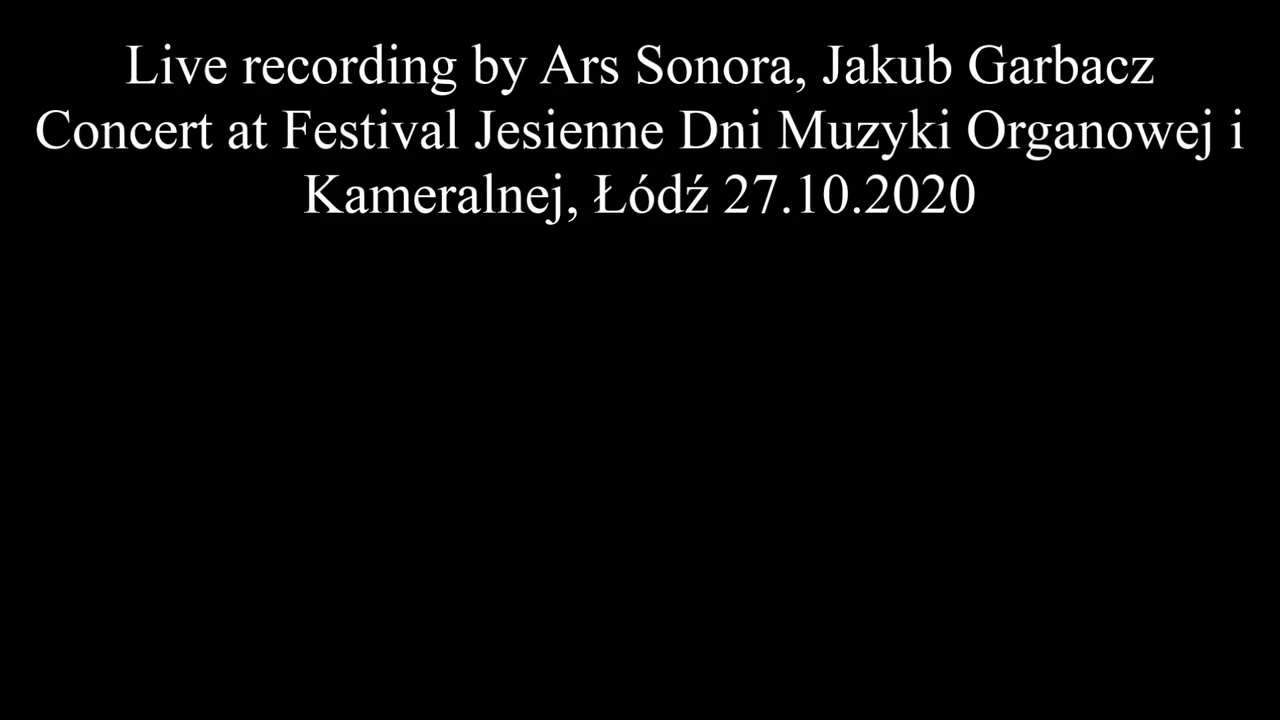 Live recording by Ars Sonora, Jakub Garbacz
Concert at Festival Jesienne Dni Muzyki Organowej i
Kameralnej, Łódź 27.10.2020